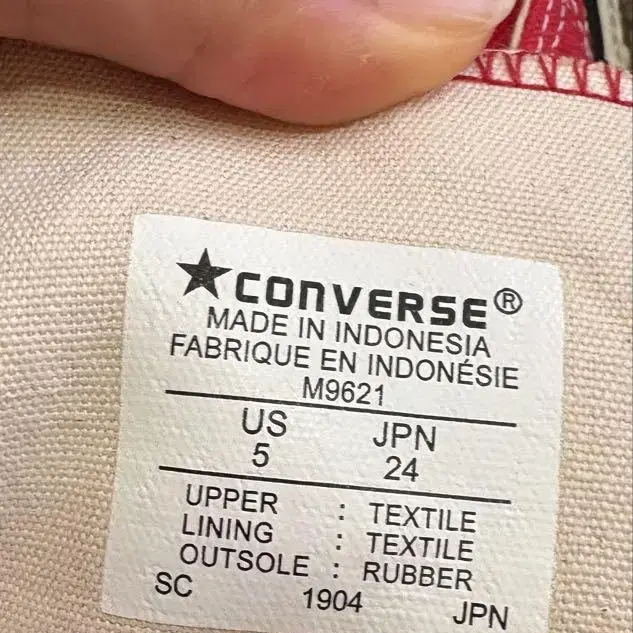 ★CONVERSE®
MADE IN INDONESIA
FABRIQUE EN INDONÉSIE
M9621
US JPN
5 24
UPPER : TEXTILE
LINING : TEXTILE
OUTSOLE : RUBBER
SC 1904 JPN